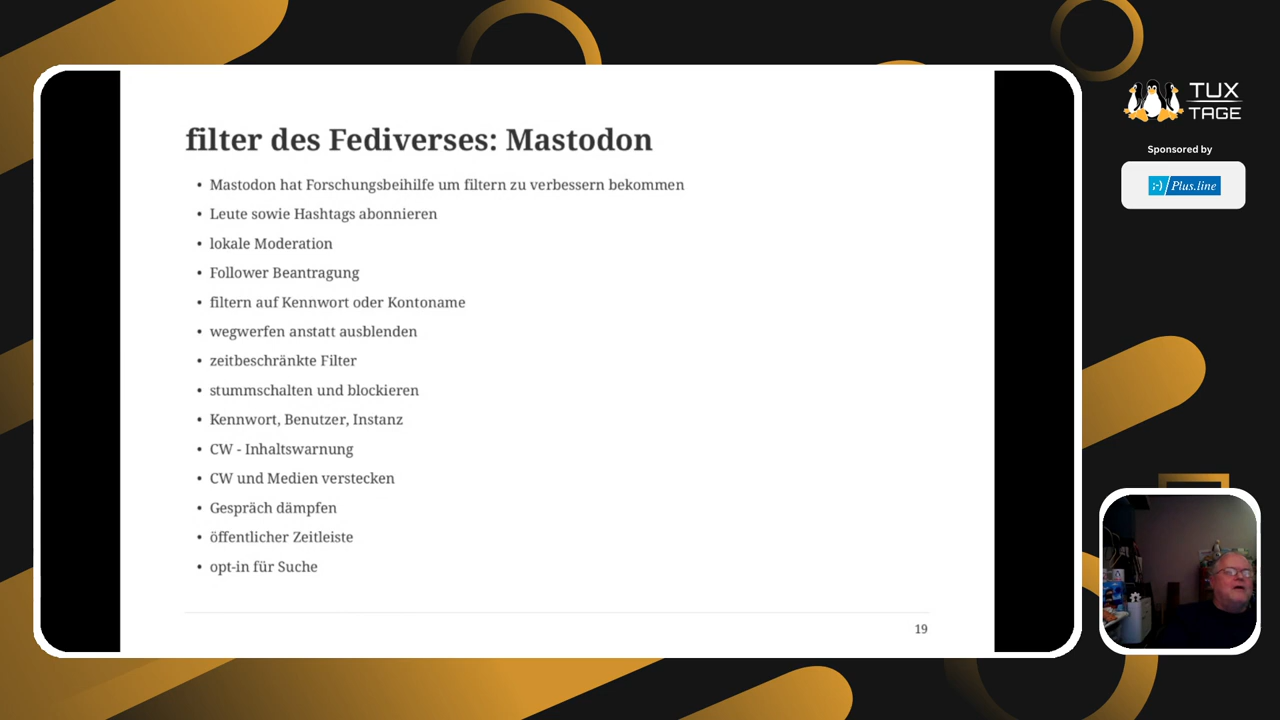 filter des Fediverses: Mastodon
• Mastodon hat Forschungsbeihilfe um filtern zu verbessern bekommen
• Leute sowie Hashtags abonnieren
• lokale Moderation
• Follower Beantragung
• filtern auf Kennwort oder Kontoname
• wegwerfen anstatt ausblenden
• zeitbeschränkte Filter
• stummschalten und blockieren
• Kennwort, Benutzer, Instanz
• CW - Inhaltswarnung
• CW und Medien verstecken
• Gespräch dämpfen
• öffentlicher Zeitleiste
• opt-in für Suche
19
TUX
TAGE
Sponsored by
;-) Plus.line